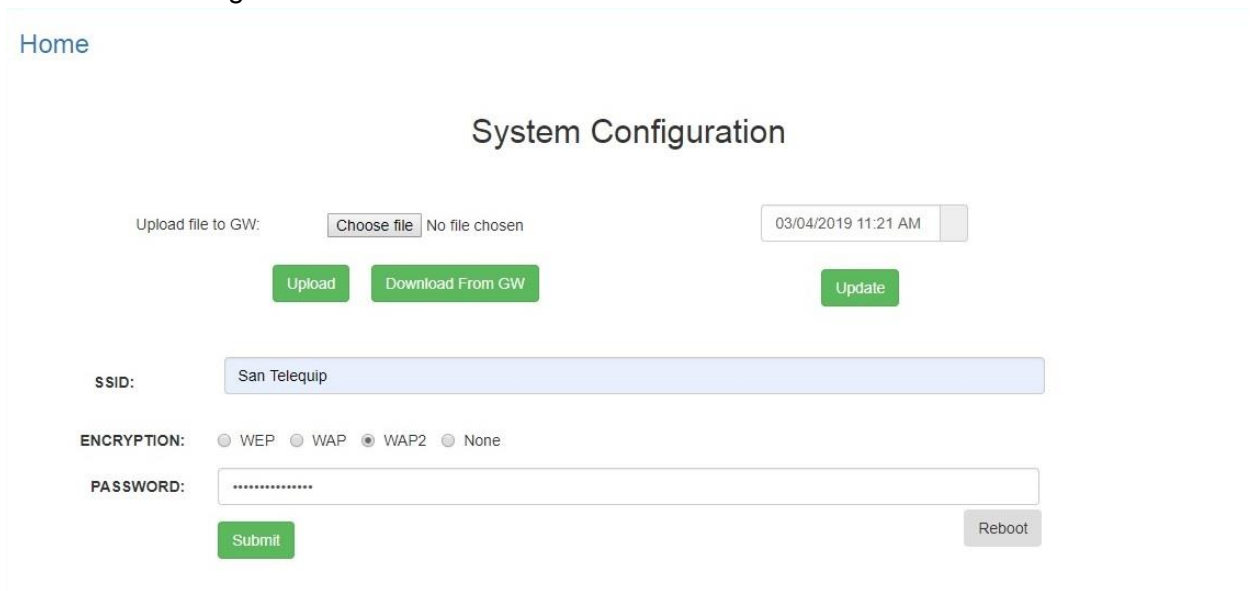 Home
System Configuration
Upload file to GW: Choose file No file chosen 03/04/2019 11:21 AM
Upload Download From GW Update
SSID: San Telequip
ENCRYPTION: WEP WAP WAP2 None
PASSWORD: •••••••••••••••
Submit Reboot